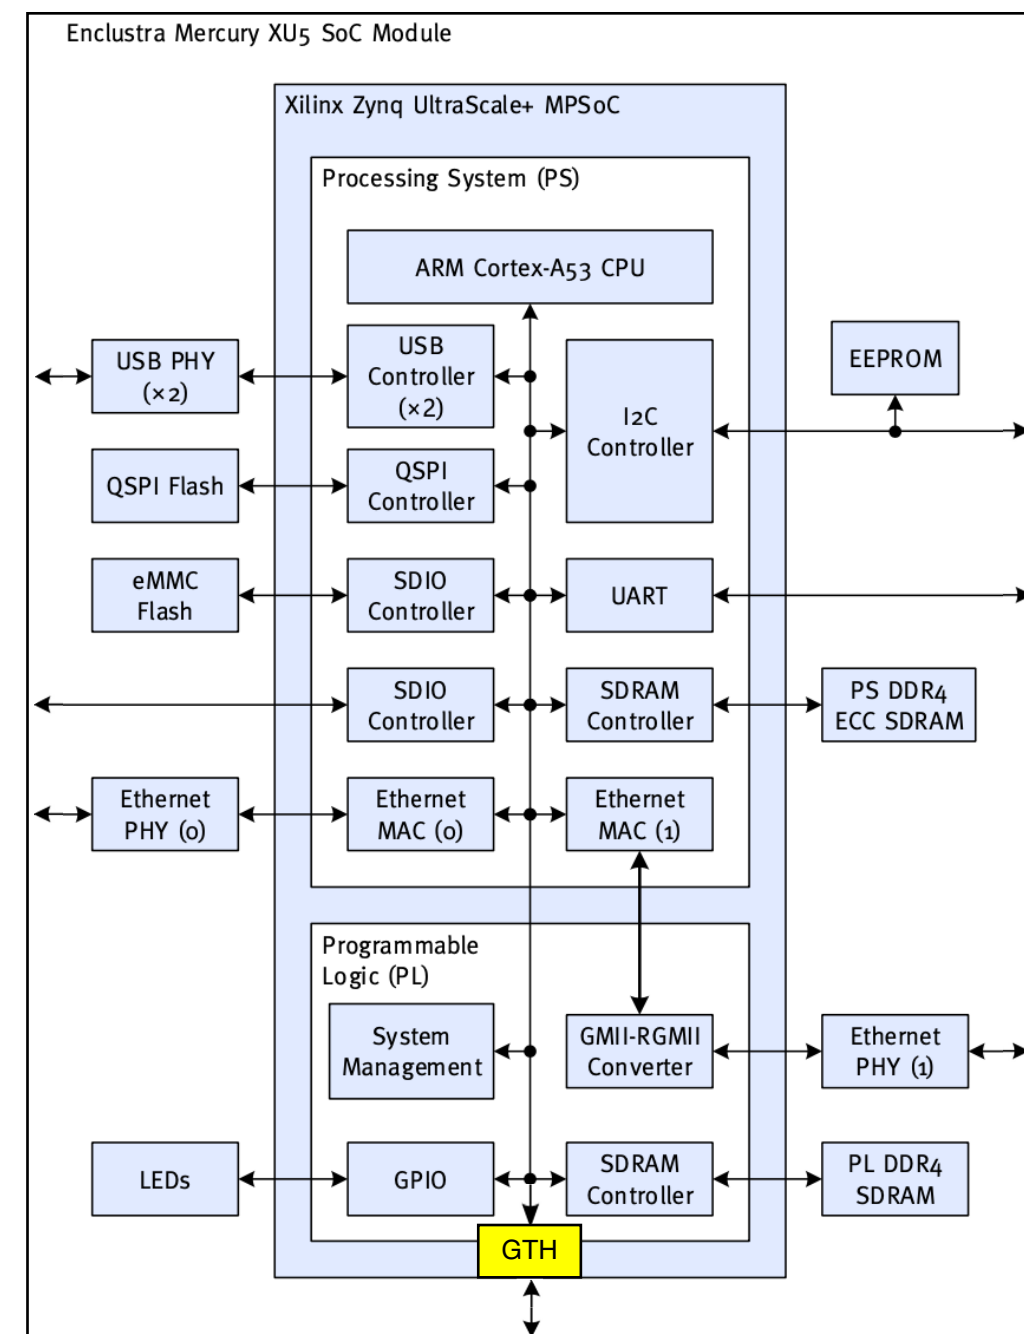 Enclustra Mercury XU5 SoC Module
Xilinx Zynq UltraScale+ MPSoC
Processing System (PS)
ARM Cortex-A53 CPU
USB PHY
(×2)
USB
Controller
(×2)
I2C
Controller
EEPROM
QSPI Flash
QSPI
Controller
eMMC
Flash
SDIO
Controller
UART
SDIO
Controller
SDRAM
Controller
PS DDR4
ECC SDRAM
Ethernet
PHY (0)
Ethernet
MAC (0)
Ethernet
MAC (1)
Programmable
Logic (PL)
System
Management
GMII-RGMII
Converter
Ethernet
PHY (1)
LEDs
GPIO
SDRAM
Controller
PL DDR4
SDRAM
GTH